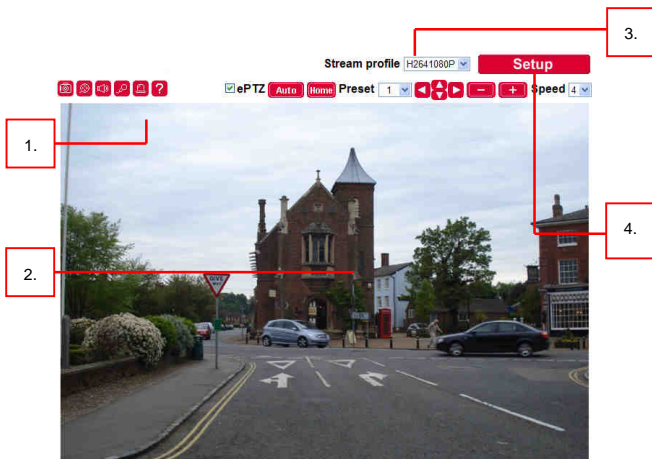 3.
Stream profile H2641080P Setup
? ePTZ Auto Home Preset 1 − + Speed 4
1.
2.
4.
GIVE WAY